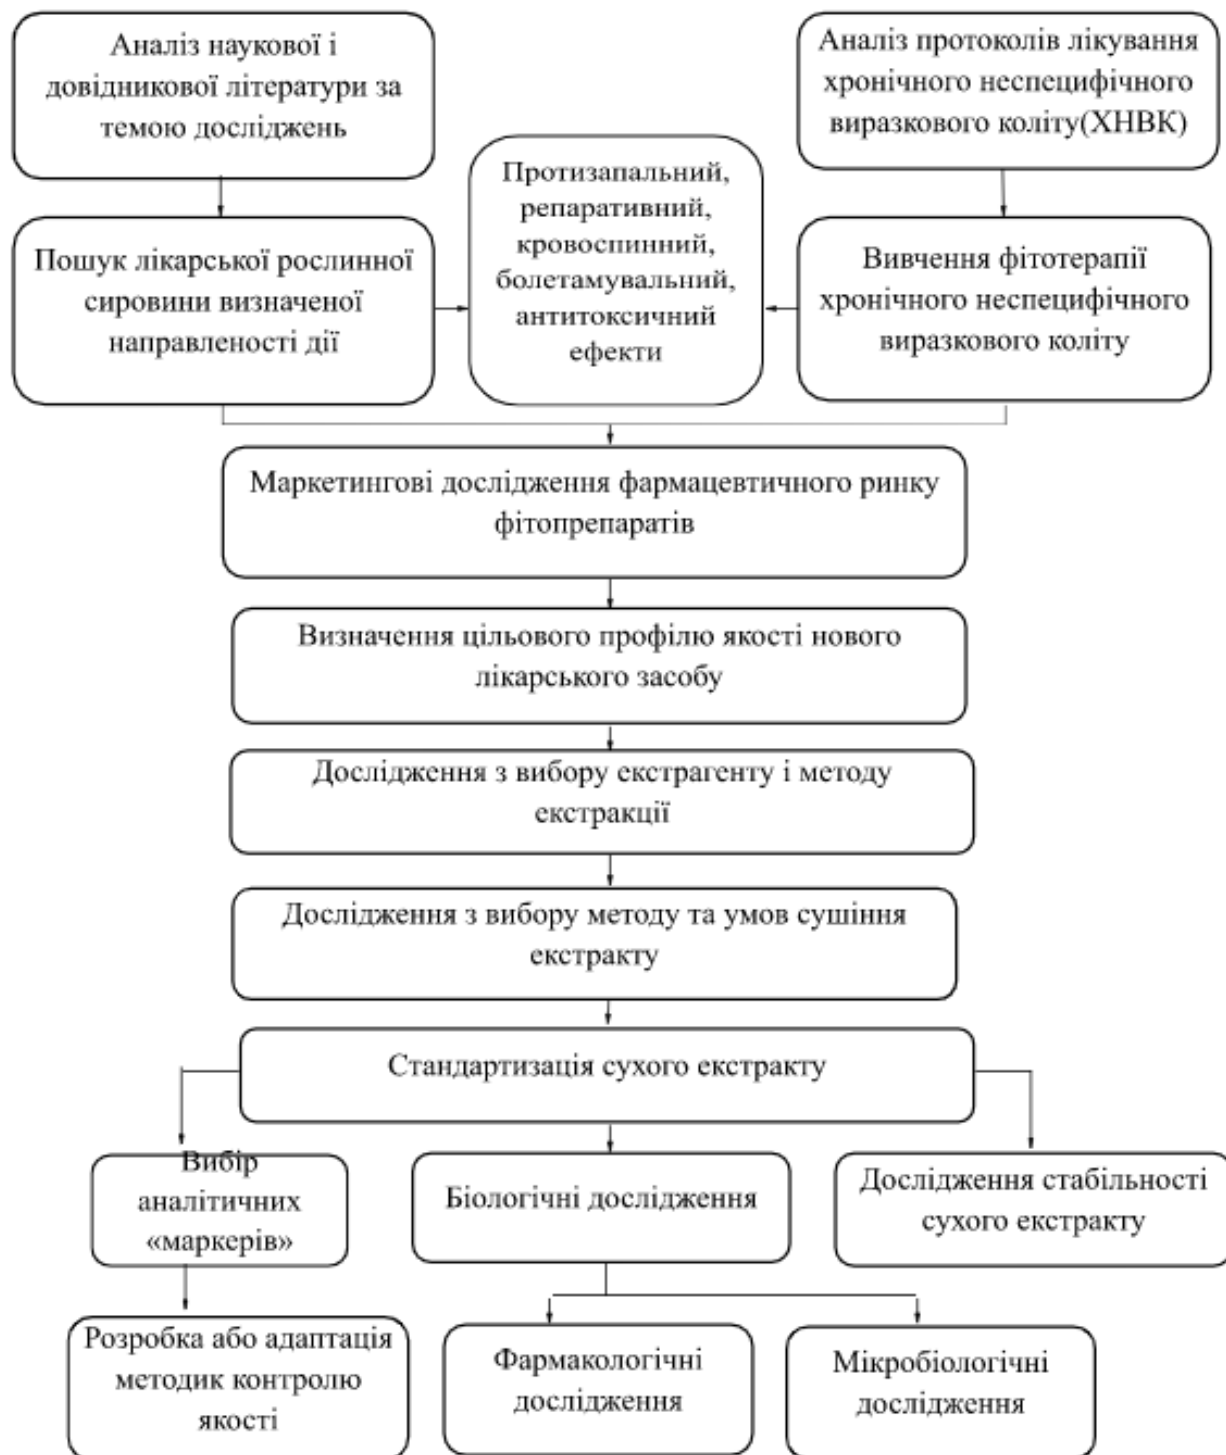 Аналіз наукової і
довідникової літератури за
темою досліджень
Аналіз протоколів лікування
хронічного неспецифічного
виразкового коліту(ХНВК)
Протизапальний,
репаративний,
кровоспинний,
болетамувальний,
антитоксичний
ефекти
Пошук лікарської рослинної
сировини визначеної
направленості дії
Вивчення фітотерапії
хронічного неспецифічного
виразкового коліту
Маркетингові дослідження фармацевтичного ринку
фітопрепаратів
Визначення цільового профілю якості нового
лікарського засобу
Дослідження з вибору екстрагенту і методу
екстракції
Дослідження з вибору методу та умов сушіння
екстракту
Стандартизація сухого екстракту
Вибір
аналітичних
«маркерів»
Біологічні дослідження
Дослідження стабільності
сухого екстракту
Розробка або адаптація
методик контролю
якості
Фармакологічні
дослідження
Мікробіологічні
дослідження